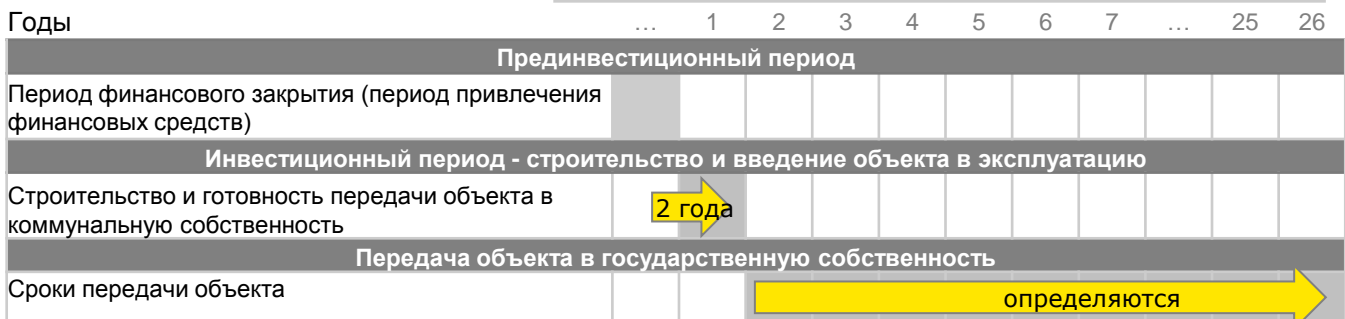 Годы … 1 2 3 4 5 6 7 … 25 26
Прединвестиционный период
Период финансового закрытия (период привлечения
финансовых средств)
Инвестиционный период - строительство и введение объекта в эксплуатацию
Строительство и готовность передачи объекта в
коммунальную собственность
2 года
Передача объекта в государственную собственность
Сроки передачи объекта
определяются